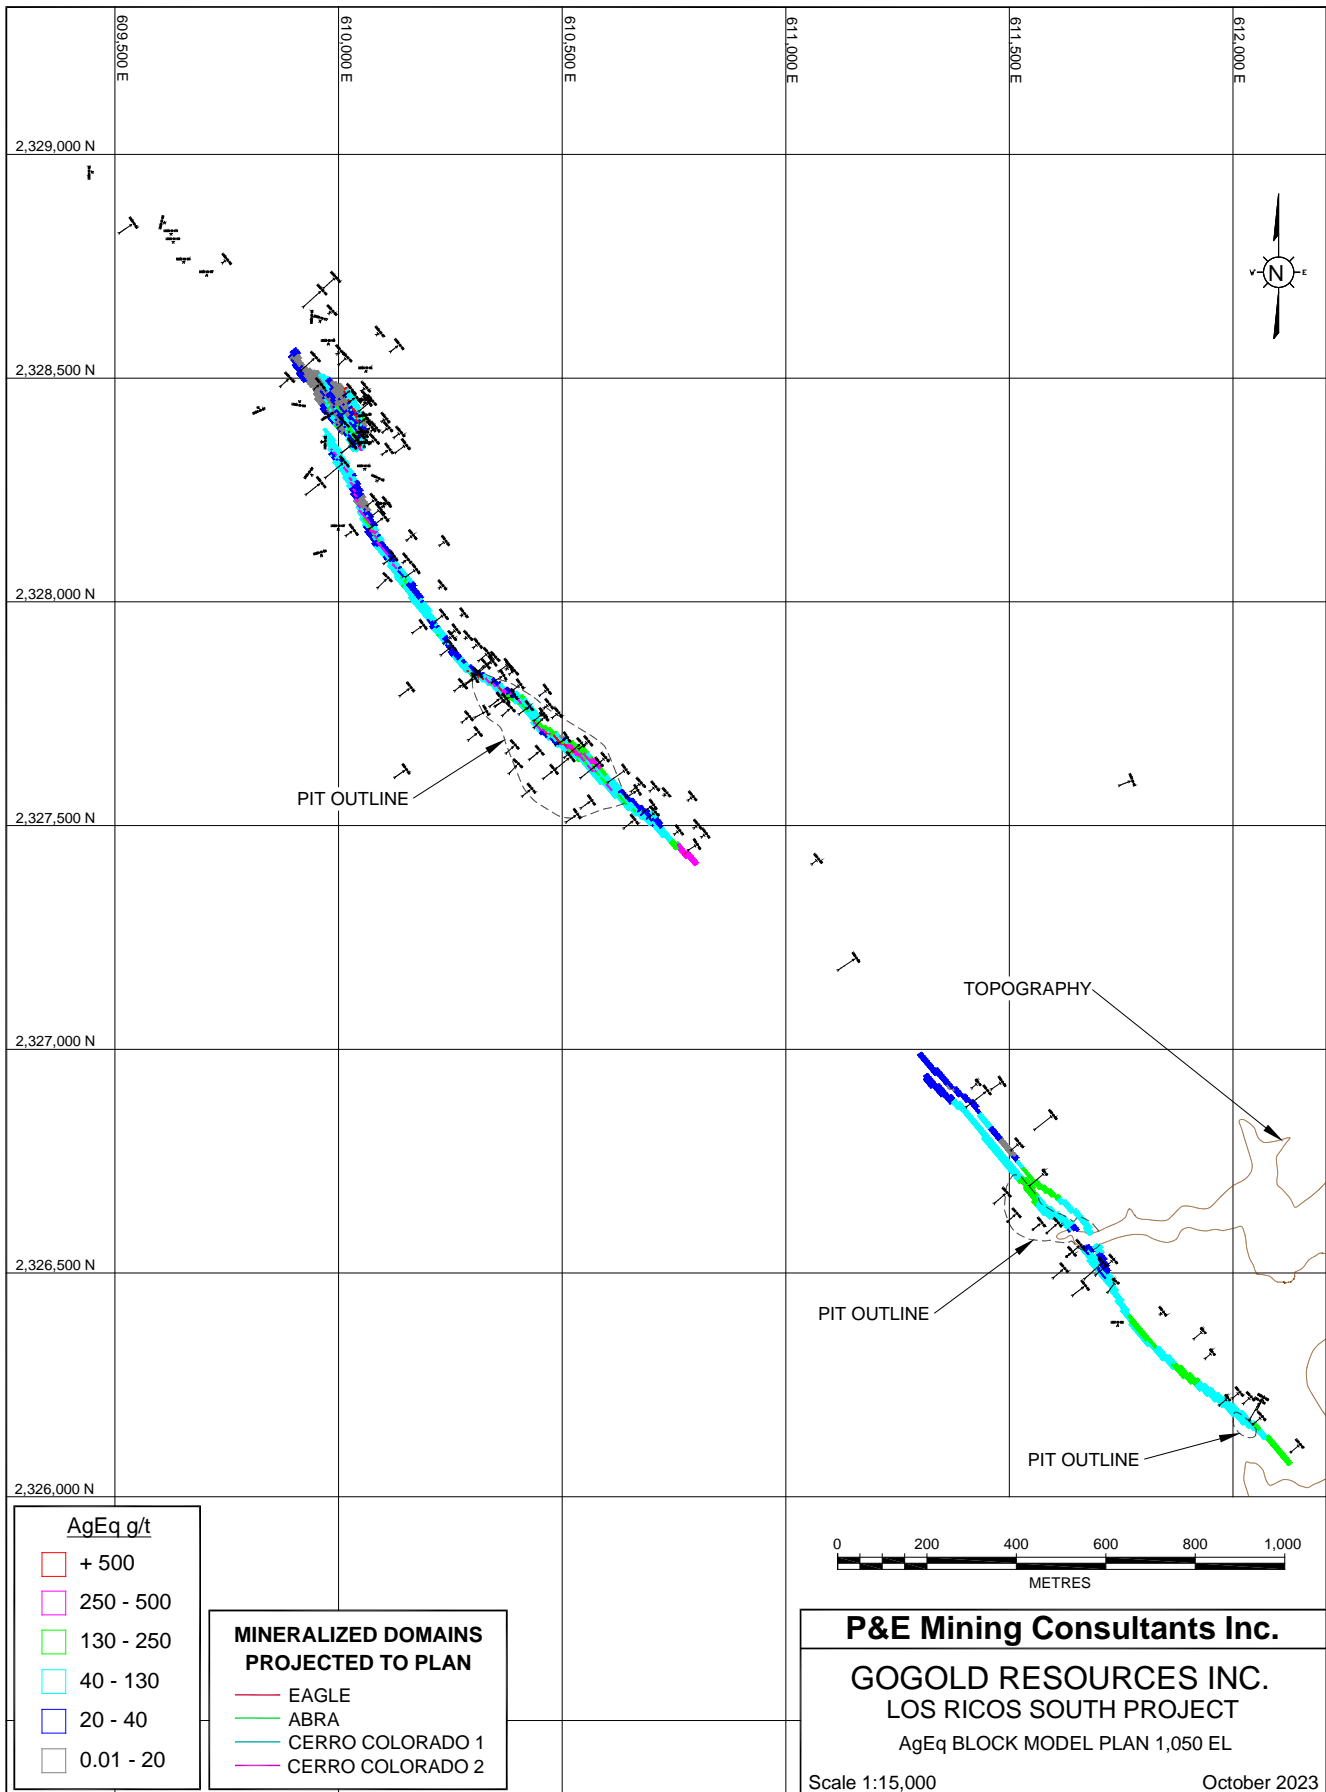 609,500 E
610,000 E
610,500 E
611,000 E
611,500 E
612,000 E
2,329,000 N
W
N
E
2,328,500 N
2,328,000 N
PIT OUTLINE
2,327,500 N
TOPOGRAPHY
2,327,000 N
2,326,500 N
PIT OUTLINE
PIT OUTLINE
2,326,000 N
AgEq g/t
+ 500
250 - 500
130 - 250
40 - 130
20 - 40
0.01 - 20
MINERALIZED DOMAINS
PROJECTED TO PLAN
EAGLE
ABRA
CERRO COLORADO 1
CERRO COLORADO 2
0 200 400 600 800 1,000
METRES
P&E Mining Consultants Inc.
GOGOLD RESOURCES INC.
LOS RICOS SOUTH PROJECT
AgEq BLOCK MODEL PLAN 1,050 EL
Scale 1:15,000 October 2023